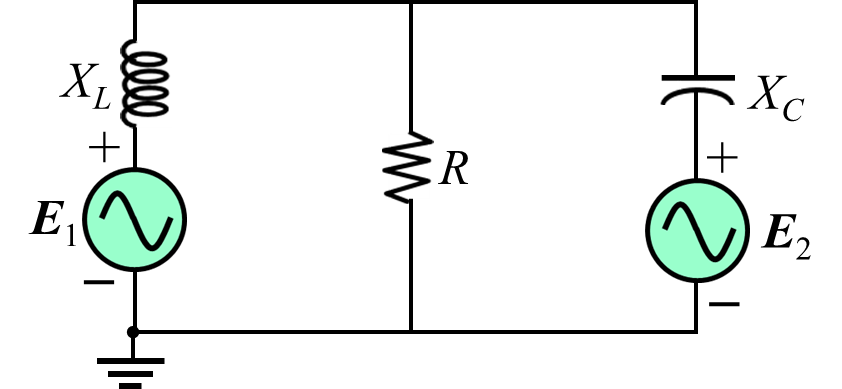 X_L
+
E_1
−
R
X_C
+
E_2
−